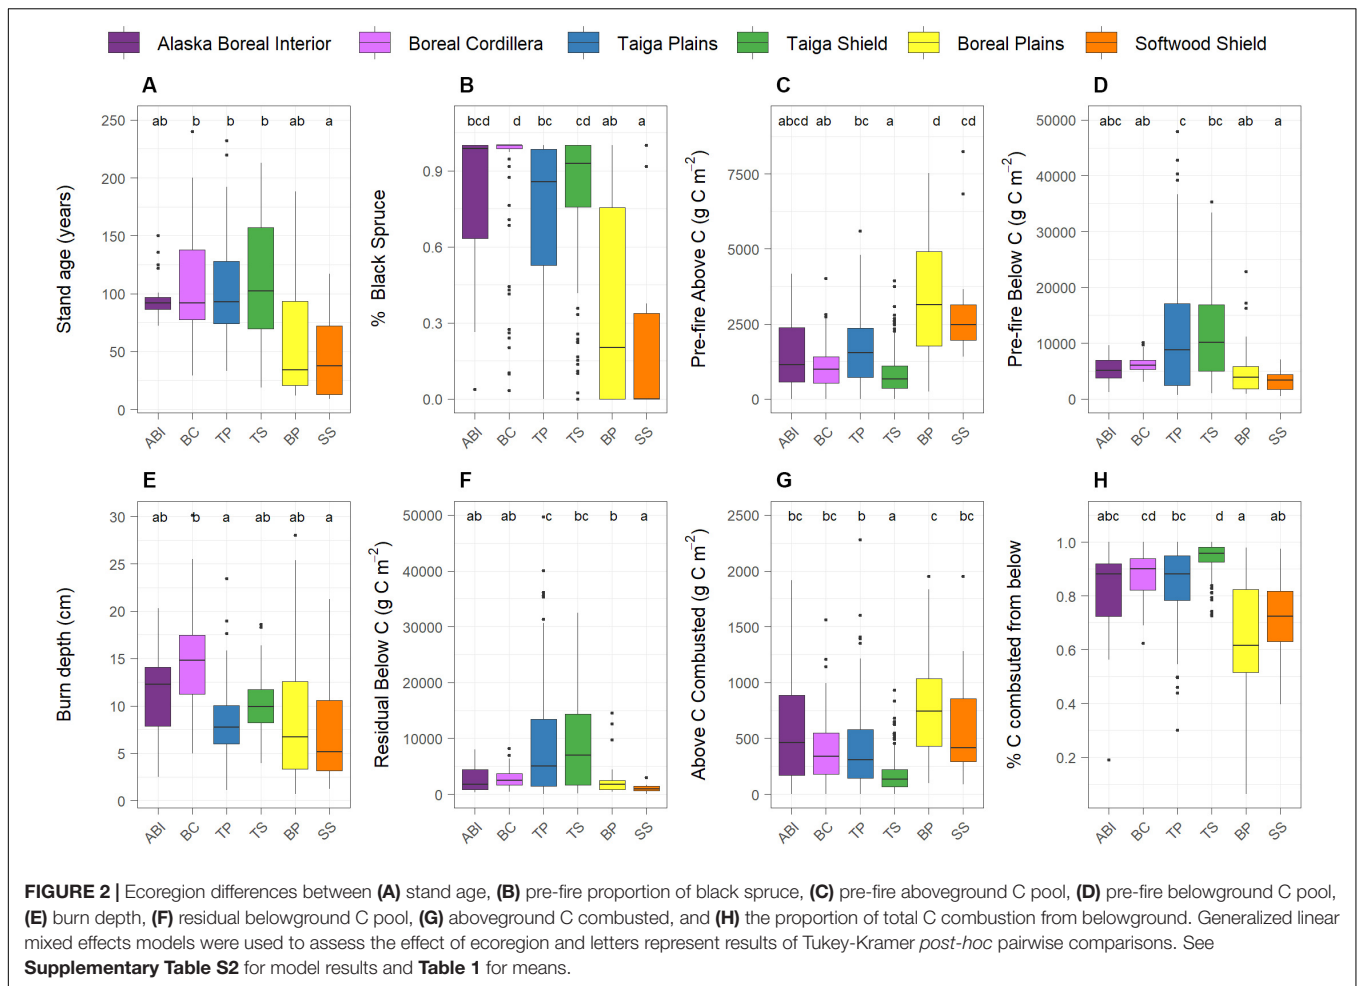 Alaska Boreal Interior Boreal Cordillera Taiga Plains Taiga Shield Boreal Plains Softwood Shield
A
Stand age (years)
250
200
150
100
50
0
ab b b b ab a
ABI BC TP TS BP SS
B
% Black Spruce
0.9
0.6
0.3
0.0
bcd d bc cd ab a
ABI BC TP TS BP SS
C
Pre-fire Above C (g C m−2)
7500
5000
2500
0
abcd ab bc a d cd
ABI BC TP TS BP SS
D
Pre-fire Below C (g C m−2)
50000
40000
30000
20000
10000
0
abc ab c bc ab a
ABI BC TP TS BP SS
E
Burn depth (cm)
30
25
20
15
10
5
0
ab b a ab ab a
ABI BC TP TS BP SS
F
Residual Below C (g C m−2)
50000
40000
30000
20000
10000
0
ab ab c bc b a
ABI BC TP TS BP SS
G
Above C Combusted (g C m−2)
2500
2000
1500
1000
500
0
bc bc b a c bc
ABI BC TP TS BP SS
H
% C combsuted from below
1.0
0.8
0.6
0.4
0.2
abc cd bc d a ab
ABI BC TP TS BP SS
FIGURE 2 | Ecoregion differences between (A) stand age, (B) pre-fire proportion of black spruce, (C) pre-fire aboveground C pool, (D) pre-fire belowground C pool,
(E) burn depth, (F) residual belowground C pool, (G) aboveground C combusted, and (H) the proportion of total C combustion from belowground. Generalized linear
mixed effects models were used to assess the effect of ecoregion and letters represent results of Tukey-Kramer post-hoc pairwise comparisons. See
Supplementary Table S2 for model results and Table 1 for means.